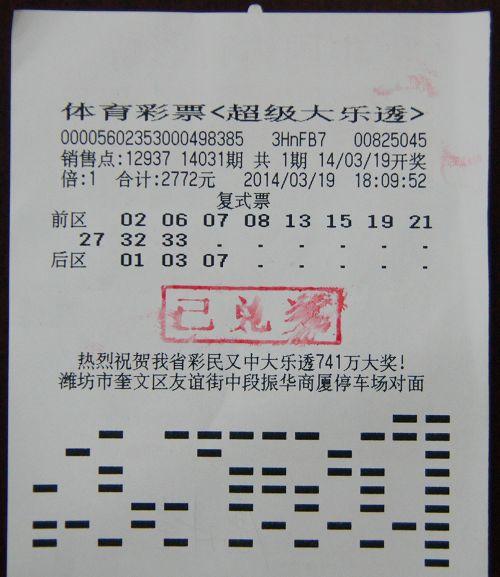 体育彩票<超级大乐透>
00005602353000498385 3HnFB7 00825045
销售点:12937 14031期 共1期 14/03/19开奖
倍:1 合计:2772元 2014/03/19 18:09:52
复式票
前区 02 06 07 08 13 15 19 21
27 32 33 . . . . .
后区 01 03 07 . . . . .
已兑奖
热烈祝贺我省彩民又中大乐透741万大奖!
潍坊市奎文区友谊街中段振华商厦停车场对面